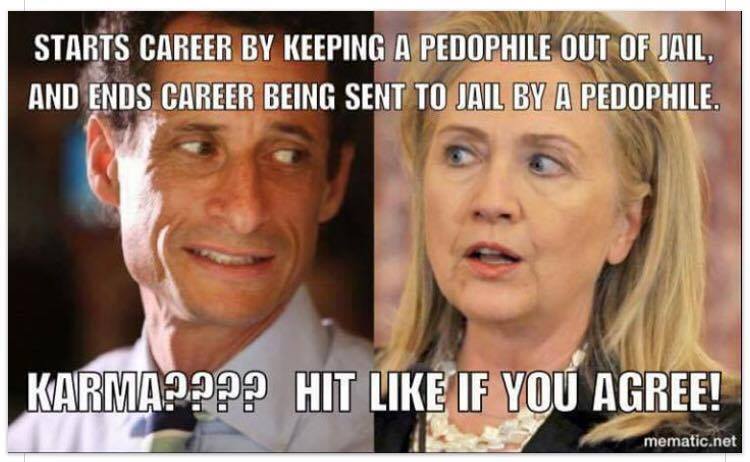 STARTS CAREER BY KEEPING A PEDOPHILE OUT OF JAIL,
AND ENDS CAREER BEING SENT TO JAIL BY A PEDOPHILE.
KARMA???? HIT LIKE IF YOU AGREE!
mematic.net